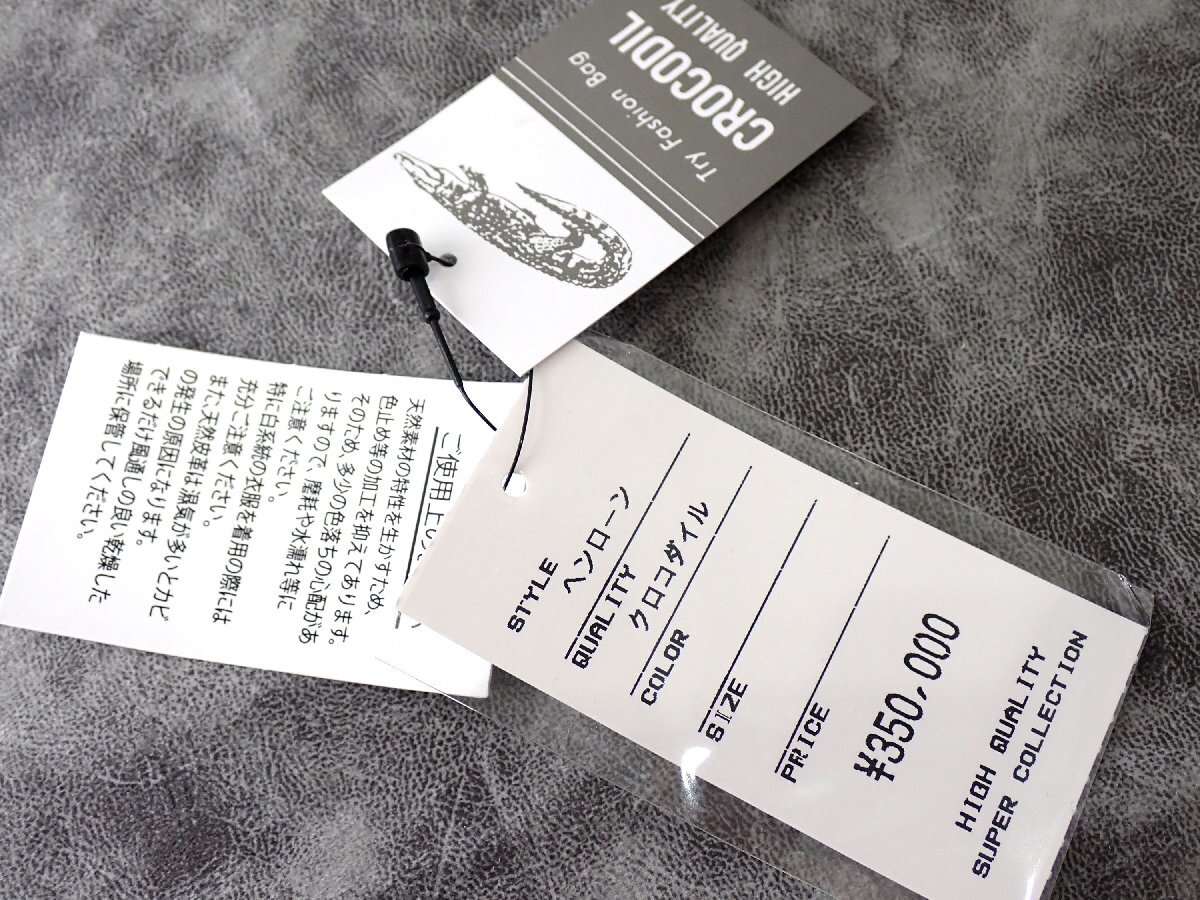 Try Fashion Bag
CROCODIL
HIGH QUALITY
ご使用上の
天然素材の特性を生かすため、
色止め等の加工を抑えてあります。
そのため、多少の色落ちの心配があ
りますので、摩耗や水濡れ等に
ご注意ください。
特に白系統の衣服を着用の際には
充分ご注意ください。
また天然皮革は湿気が多いとカビ
の発生の原因になります。
できるだけ風通しの良い乾燥した
場所に保管してください。
STYLE
ヘンローン
QUALITY
クロコダイル
COLOR
SIZE
PRICE
¥350,000
HIGH QUALITY
SUPER COLLECTION